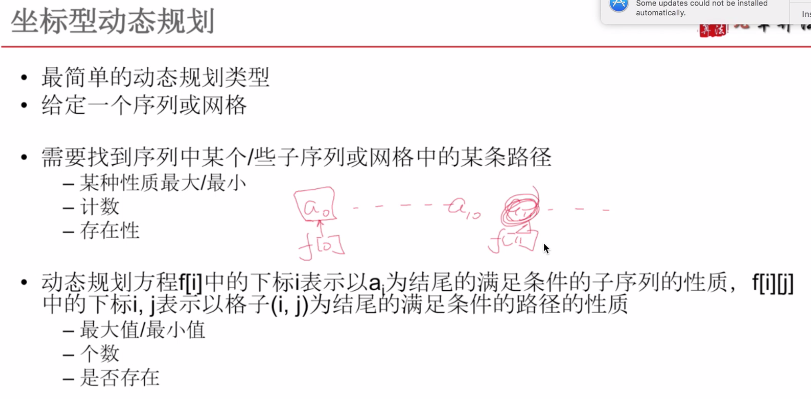 Some updates could not be installed
automatically.
坐标型动态规划
• 最简单的动态规划类型
• 给定一个序列或网格
• 需要找到序列中某个/些子序列或网格中的某条路径
– 某种性质最大/最小
– 计数
– 存在性
a0 - - - - - a10 - - -
f[0] f[11]
• 动态规划方程f[i]中的下标i表示以ai为结尾的满足条件的子序列的性质，f[i][j]
中的下标i, j表示以格子(i, j)为结尾的满足条件的路径的性质
– 最大值/最小值
– 个数
– 是否存在